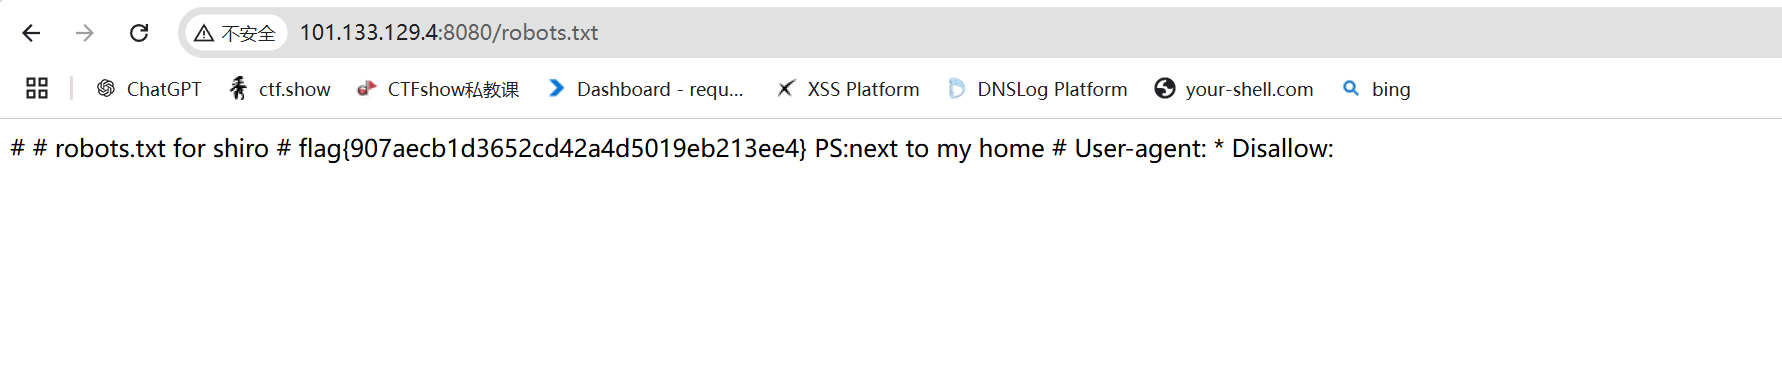 不安全 101.133.129.4:8080/robots.txt
ChatGPT ctf.show CTFshow私教课 Dashboard - requ... XSS Platform DNSLog Platform your-shell.com bing
# # robots.txt for shiro # flag{907aecb1d3652cd42a4d5019eb213ee4} PS:next to my home # User-agent: * Disallow: